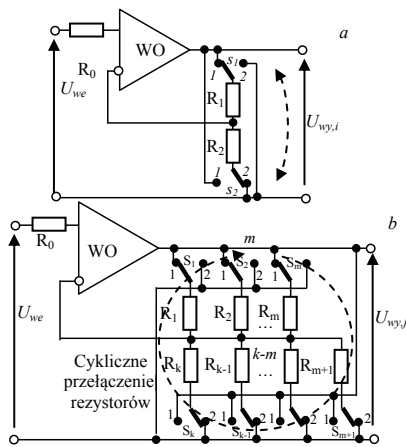 a
WO
R0
s1
1 2
R1
Uwe
Uwy,i
R2
1 2
s2
b
WO
R0
m
S1 S2 Sm
1 2 1 2 1 2
R1 R2 Rm
...
Uwe
Uwy,j
Rk Rk-1 k-m Rm+1
...
Cykliczne
przełączenie
rezystorów
1 2 1 2 1 2 1 2
Sk Sk-1 Sm+1